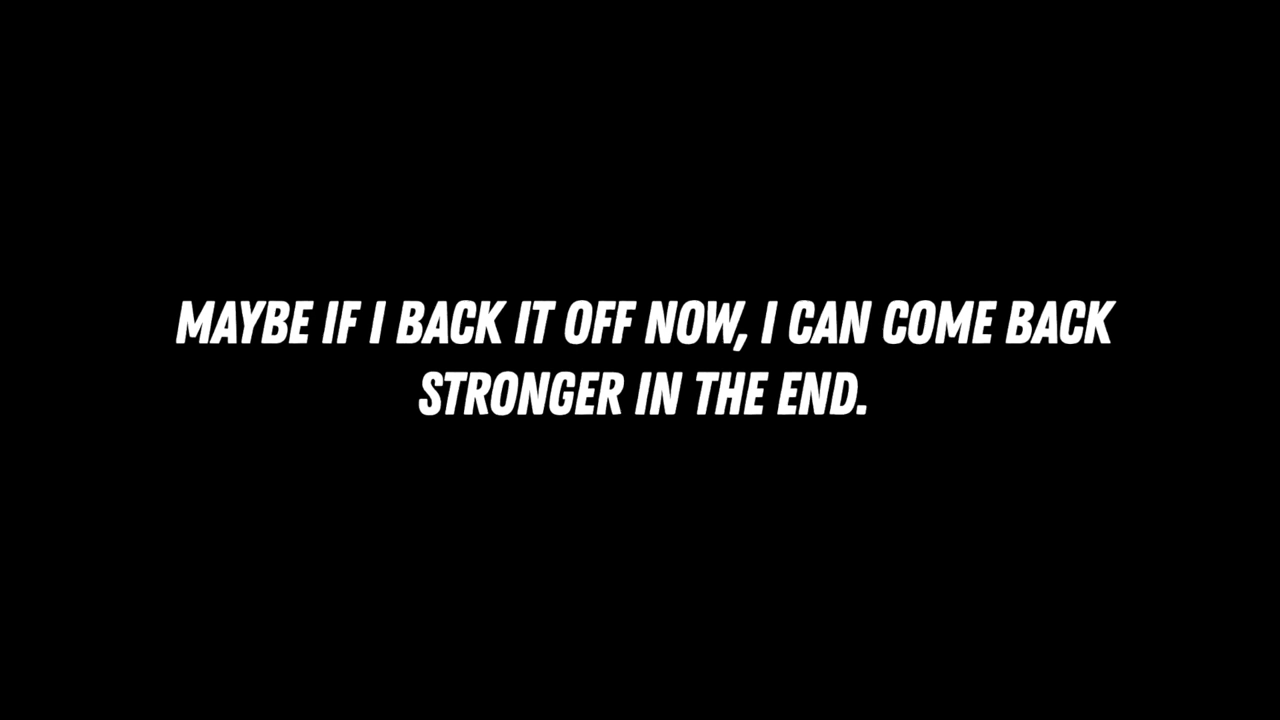 MAYBE IF I BACK IT OFF NOW, I CAN COME BACK
STRONGER IN THE END.